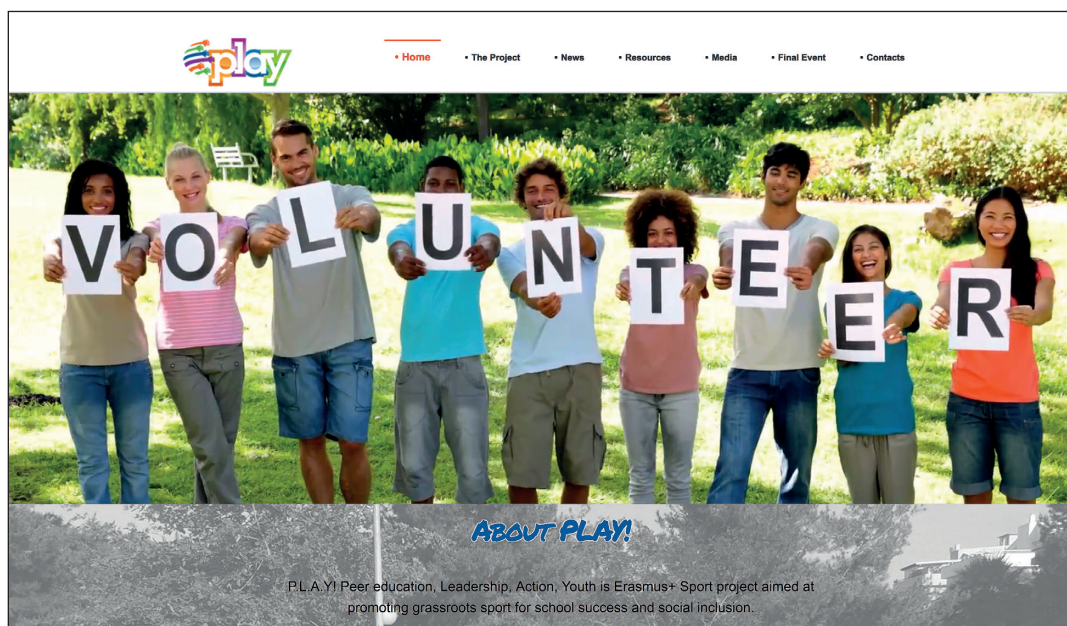 play
• Home • The Project • News • Resources • Media • Final Event • Contacts
VOLUNTEER
ABOUT PLAY!
P.L.A.Y! Peer education, Leadership, Action, Youth is Erasmus+ Sport project aimed at
promoting grassroots sport for school success and social inclusion.